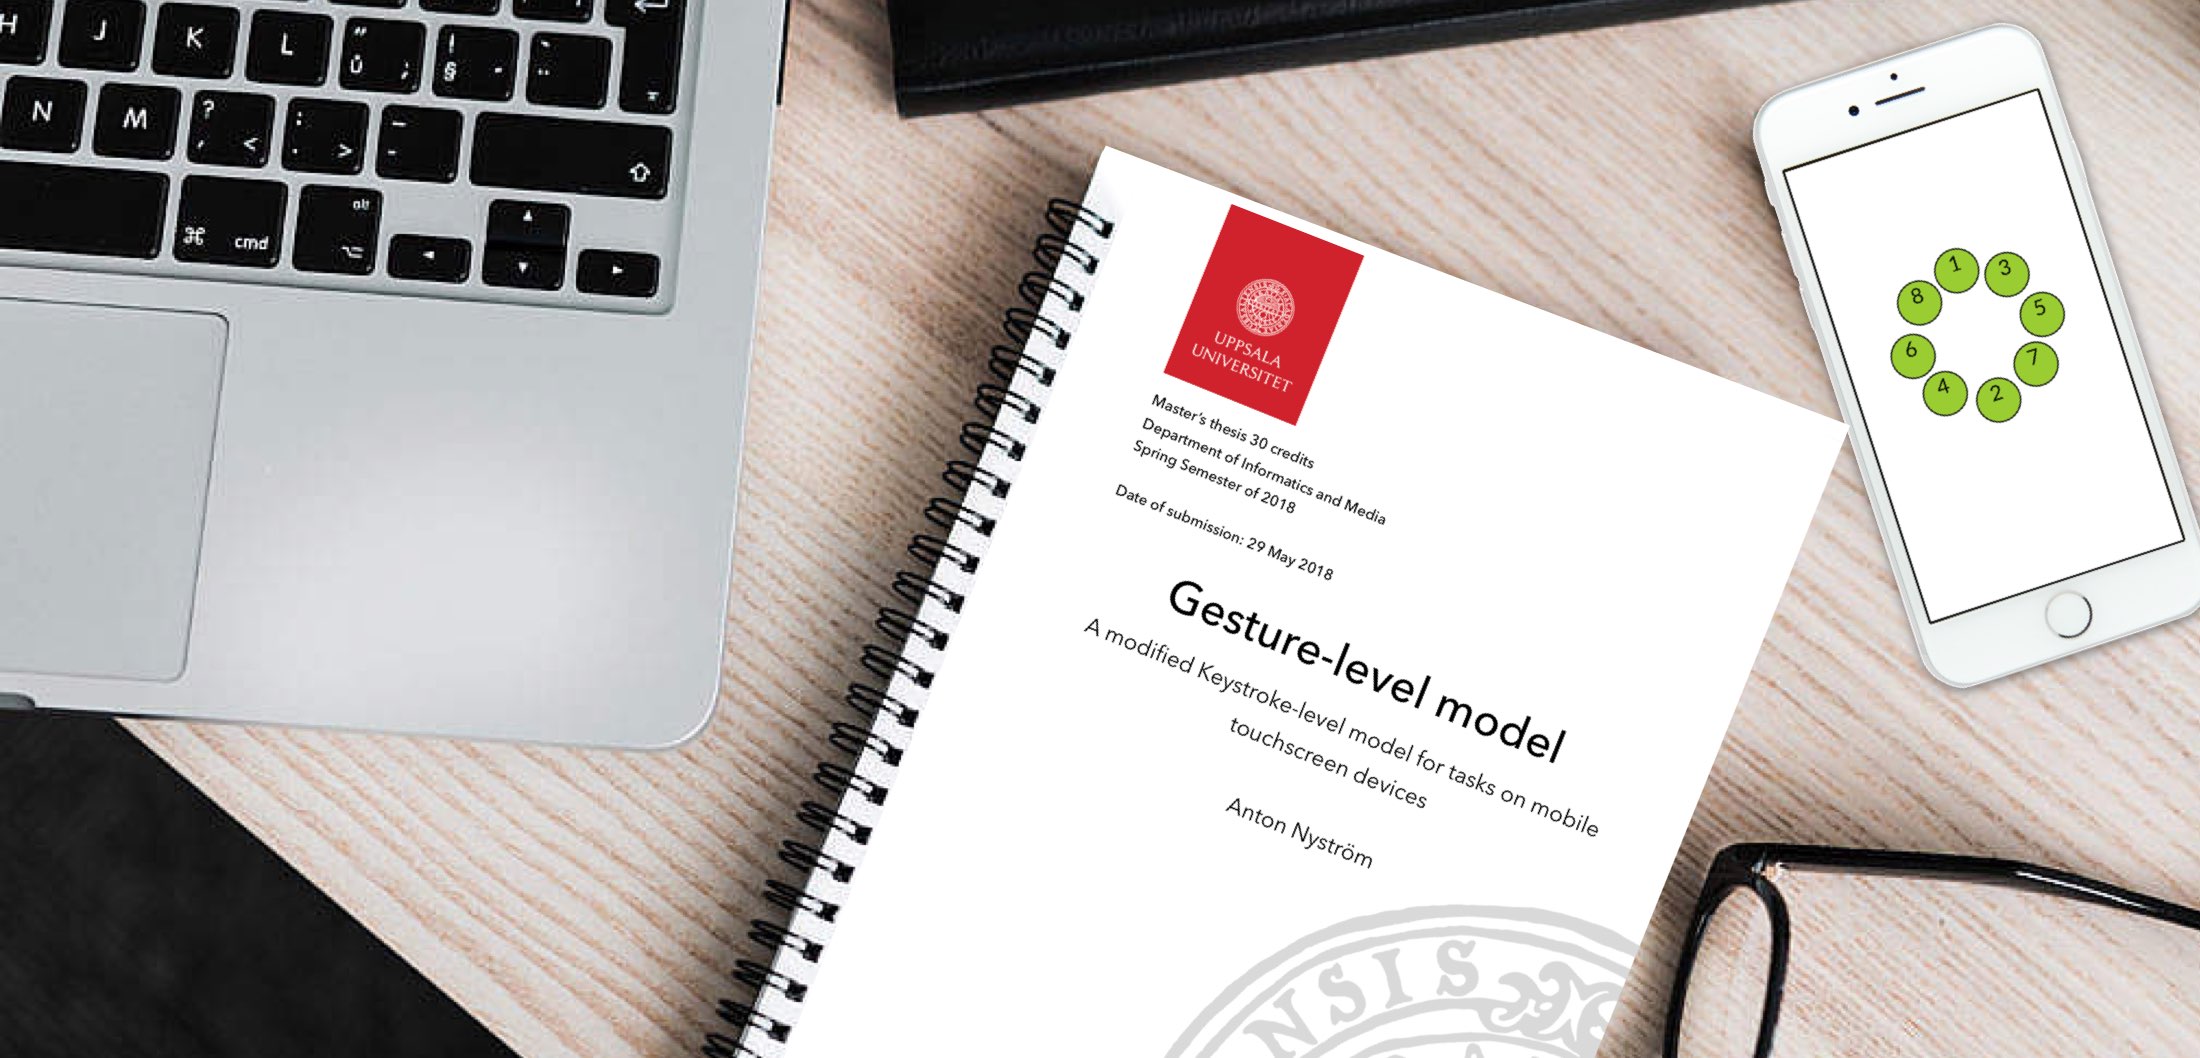 H J K L " ů ; ! § - ` ¨
N M ? , < : . > – -
⌘ cmd alt ⌥ ◄ ▲ ▼ ►
UPPSALA
UNIVERSITET
Master's thesis 30 credits
Department of Informatics and Media
Spring Semester of 2018
Date of submission: 29 May 2018
Gesture-level model
A modified Keystroke-level model for tasks on mobile
touchscreen devices
Anton Nyström
NSIS
1
3
5
7
2
4
6
8